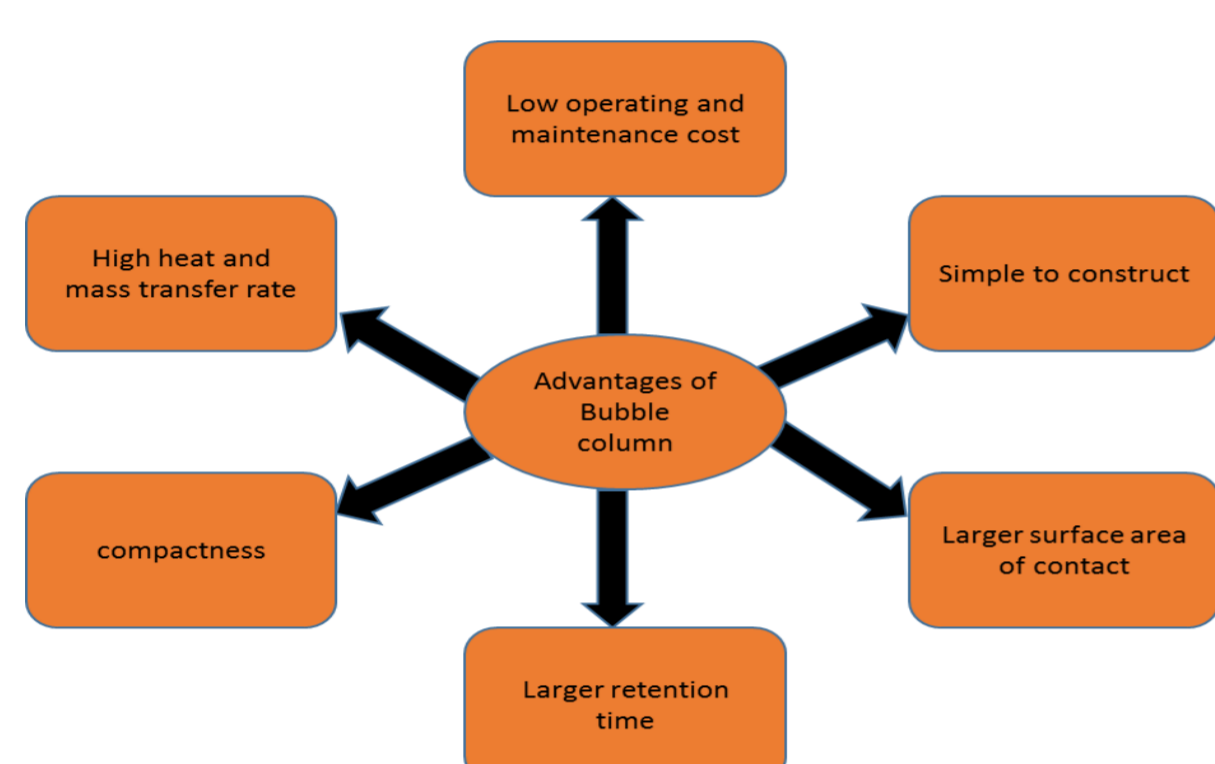 Low operating and
maintenance cost
High heat and
mass transfer rate
Simple to construct
Advantages of
Bubble
column
compactness
Larger surface area
of contact
Larger retention
time